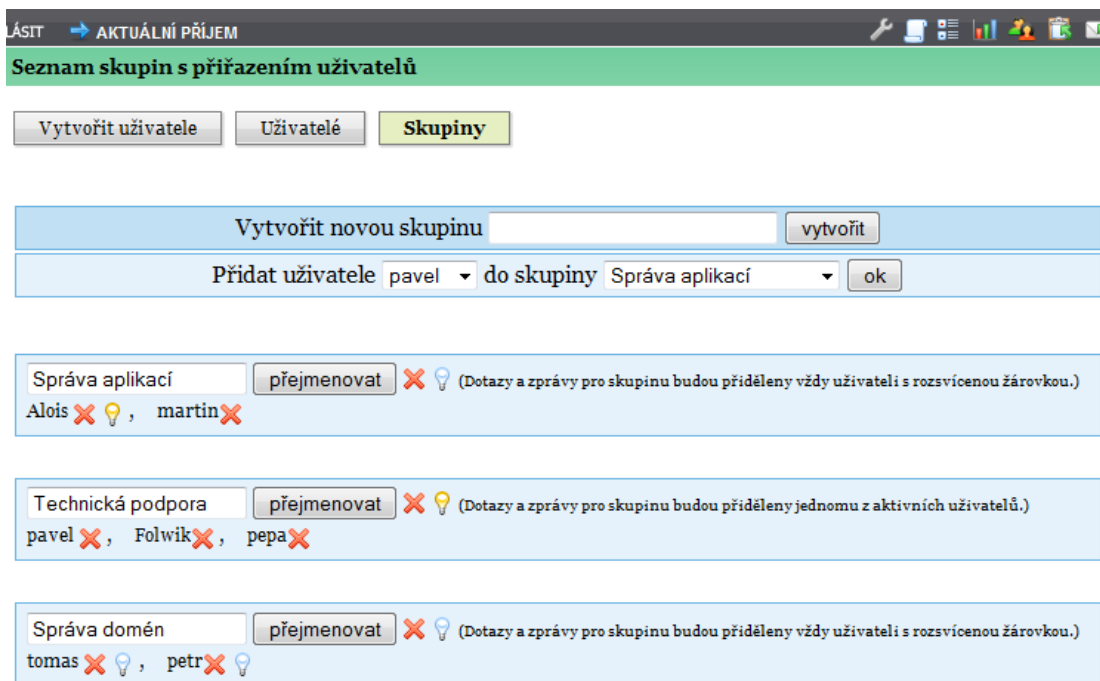 LÁSIT AKTUÁLNÍ PŘÍJEM
Seznam skupin s přiřazením uživatelů
Vytvořit uživatele Uživatelé Skupiny
Vytvořit novou skupinu vytvořit
Přidat uživatele pavel do skupiny Správa aplikací ok
Správa aplikací přejmenovat (Dotazy a zprávy pro skupinu budou přiděleny vždy uživateli s rozsvícenou žárovkou.)
Alois , martin
Technická podpora přejmenovat (Dotazy a zprávy pro skupinu budou přiděleny jednomu z aktivních uživatelů.)
pavel , Folwik , pepa
Správa domén přejmenovat (Dotazy a zprávy pro skupinu budou přiděleny vždy uživateli s rozsvícenou žárovkou.)
tomas , petr